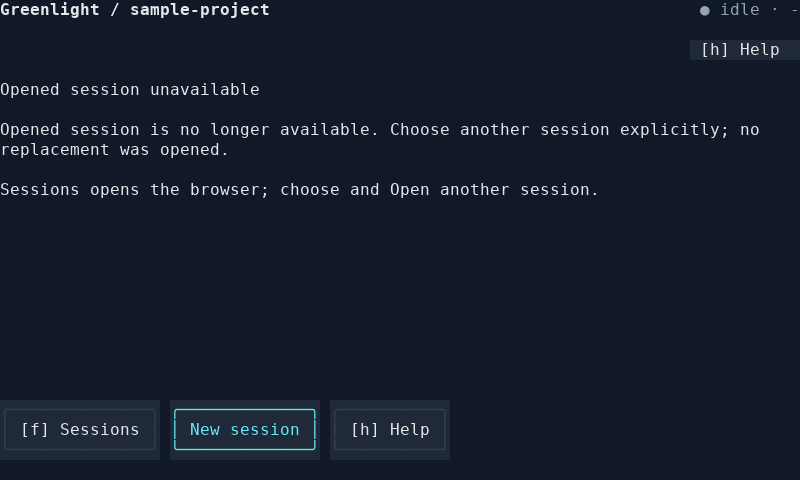 Greenlight / sample-project ● idle · -
[h] Help
Opened session unavailable
Opened session is no longer available. Choose another session explicitly; no
replacement was opened.
Sessions opens the browser; choose and Open another session.
[f] Sessions New session [h] Help